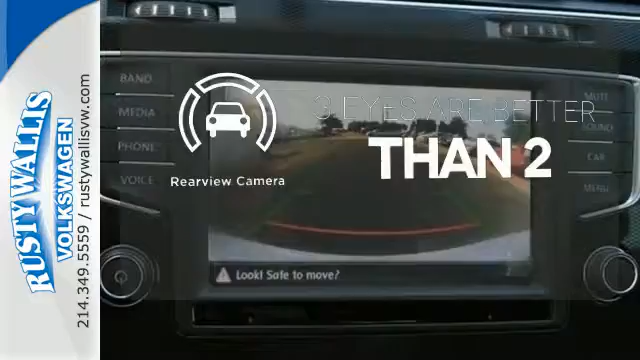 RUSTY WALLIS
VOLKSWAGEN
214.349.5559 / rustywallisvw.com
BAND
MEDIA
PHONE
VOICE
Rearview Camera
3 EYES ARE BETTER
THAN 2
MUTE
SOUND
CAR
MENU
Look! Safe to move?